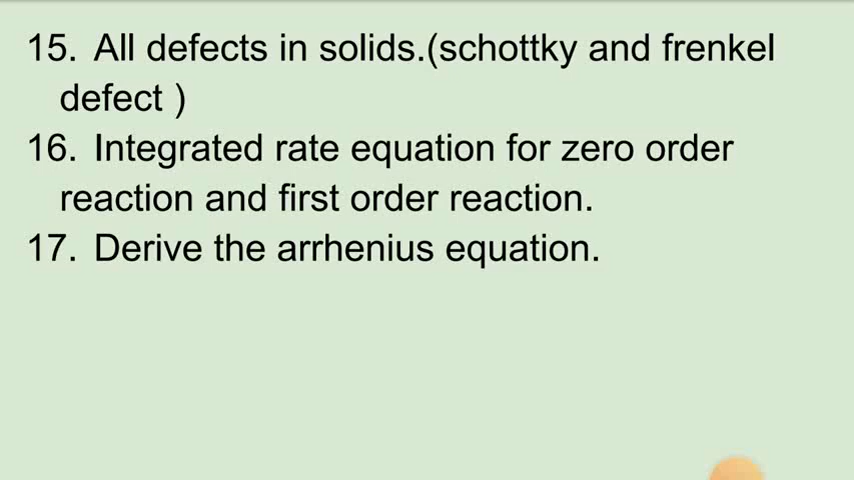 15. All defects in solids.(schottky and frenkel
defect )
16. Integrated rate equation for zero order
reaction and first order reaction.
17. Derive the arrhenius equation.